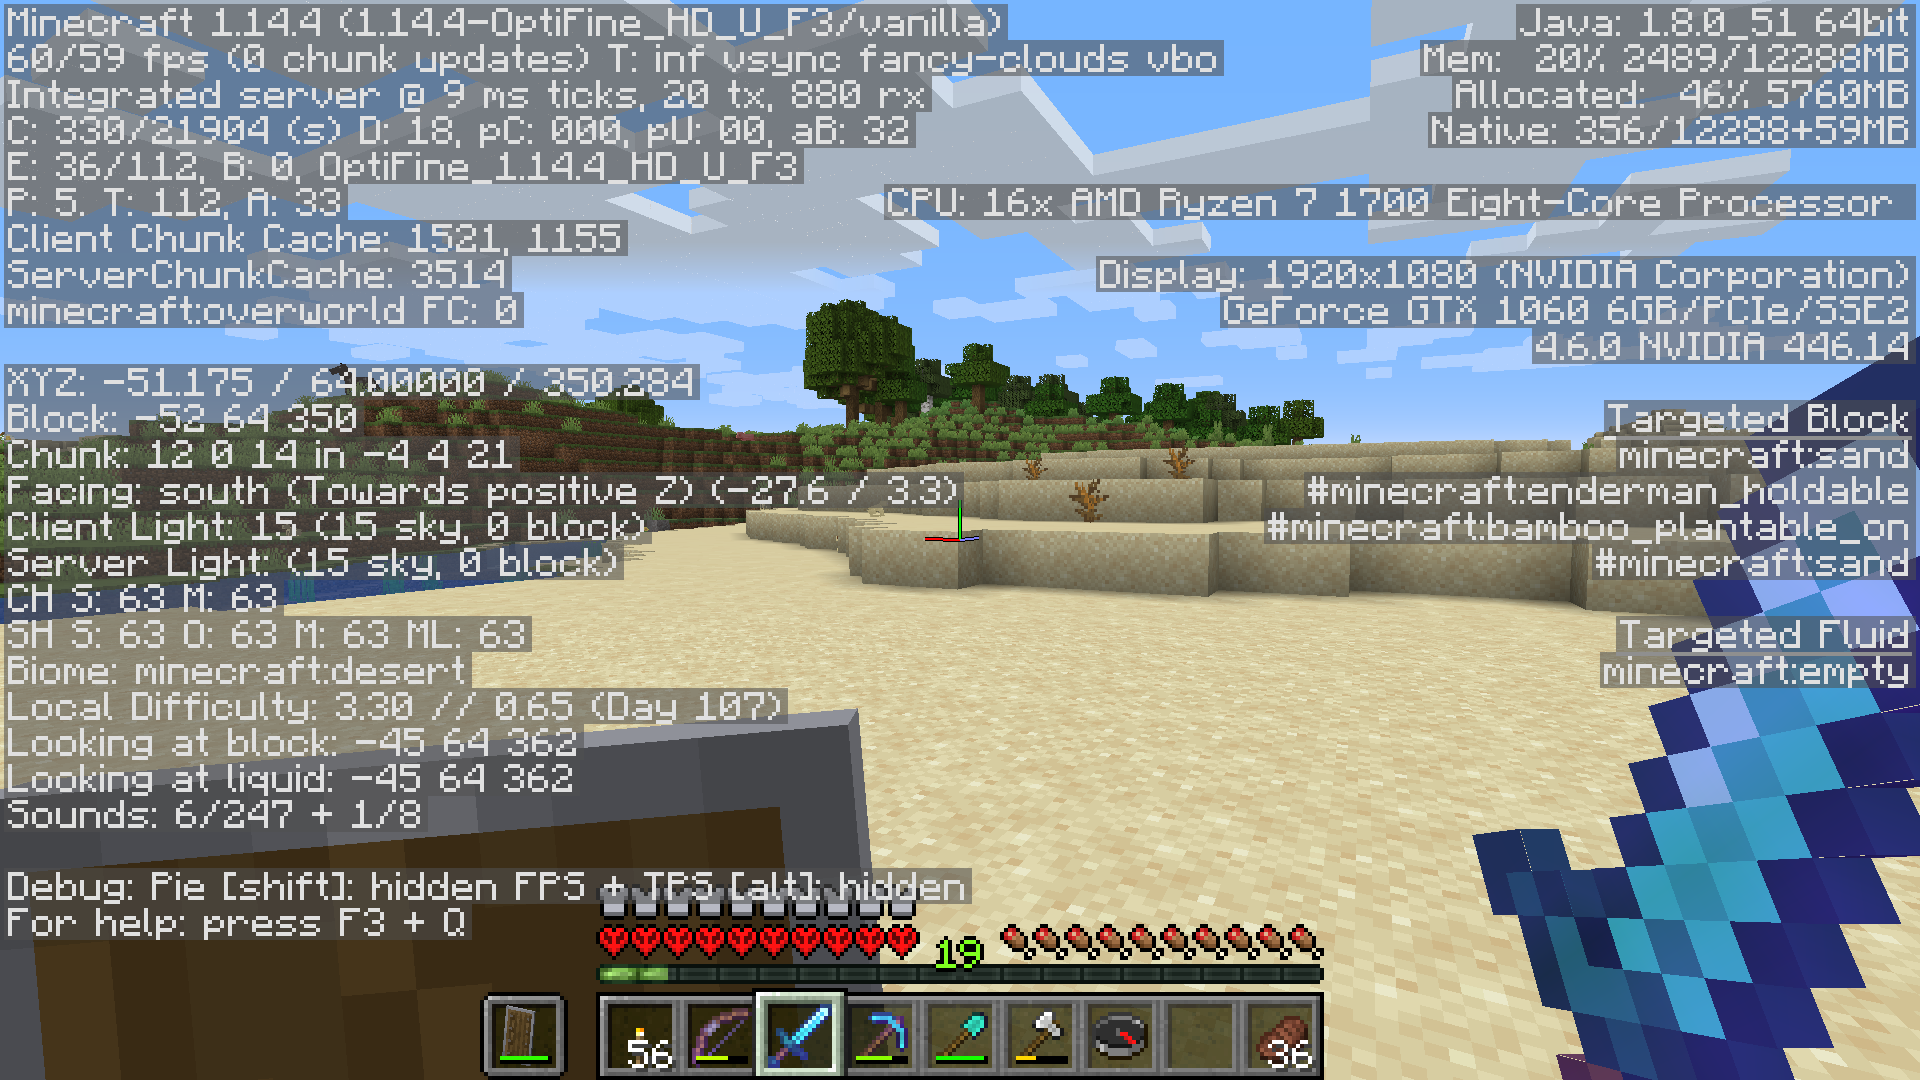 Minecraft 1.14.4 (1.14.4-OptiFine_HD_U_F3/vanilla)
60/59 fps (0 chunk updates) T: inf vsync fancy-clouds vbo
Integrated server @ 9 ms ticks, 20 tx, 880 rx
C: 330/21904 (s) D: 18, pC: 000, pU: 00, aB: 32
E: 36/112, B: 0, OptiFine_1.14.4_HD_U_F3
P: 5. T: 112, A: 33
Client Chunk Cache: 1521, 1155
ServerChunkCache: 3514
minecraft:overworld FC: 0
XYZ: -51.175 / 64.00000 / 350.284
Block: -52 64 350
Chunk: 12 0 14 in -4 4 21
Facing: south (Towards positive Z) (-27.6 / 3.3)
Client Light: 15 (15 sky, 0 block)
Server Light: (15 sky, 0 block)
CH S: 63 M: 63
SH S: 63 O: 63 M: 63 ML: 63
Biome: minecraft:desert
Local Difficulty: 3.30 // 0.65 (Day 107)
Looking at block: -45 64 362
Looking at liquid: -45 64 362
Sounds: 6/247 + 1/8
Debug: Pie [shift]: hidden FPS + TPS [alt]: hidden
For help: press F3 + Q
Java: 1.8.0_51 64bit
Mem: 20% 2489/12288MB
Allocated: 46% 5760MB
Native: 356/12288+59MB
CPU: 16x AMD Ryzen 7 1700 Eight-Core Processor
Display: 1920x1080 (NVIDIA Corporation)
GeForce GTX 1060 6GB/PCIe/SSE2
4.6.0 NVIDIA 446.14
Targeted Block
minecraft:sand
#minecraft:enderman_holdable
#minecraft:bamboo_plantable_on
#minecraft:sand
Targeted Fluid
minecraft:empty
19
56
36